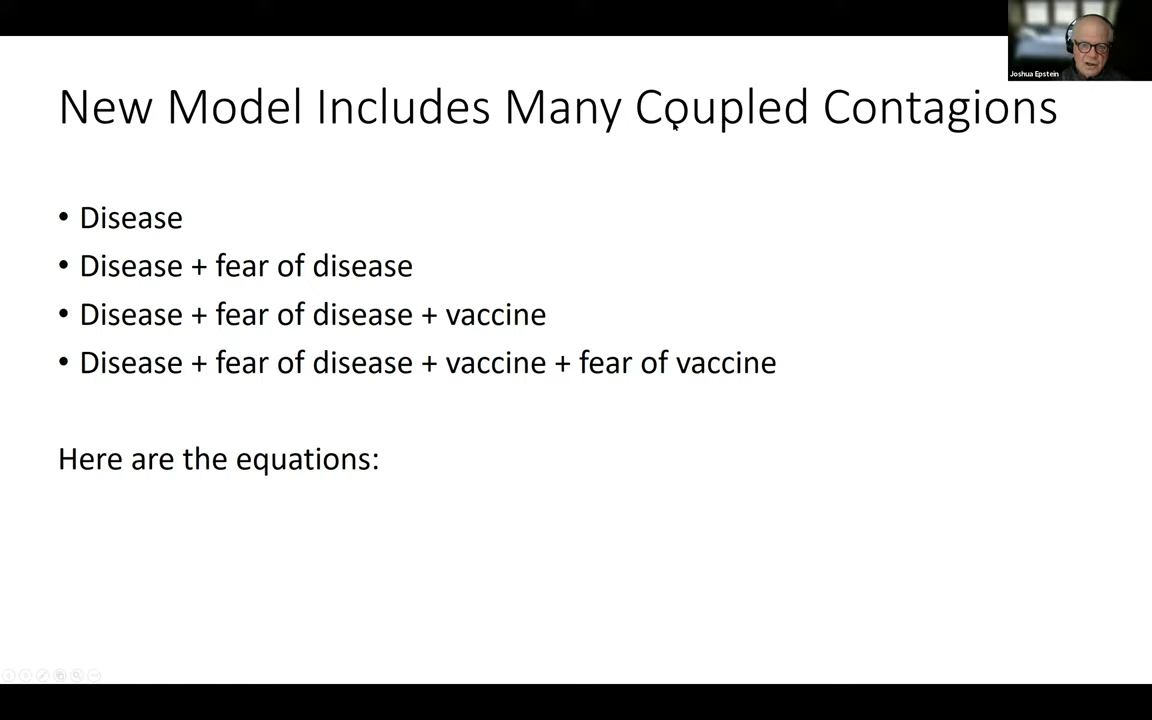 Joshua Epstein
New Model Includes Many Coupled Contagions
• Disease
• Disease + fear of disease
• Disease + fear of disease + vaccine
• Disease + fear of disease + vaccine + fear of vaccine
Here are the equations: